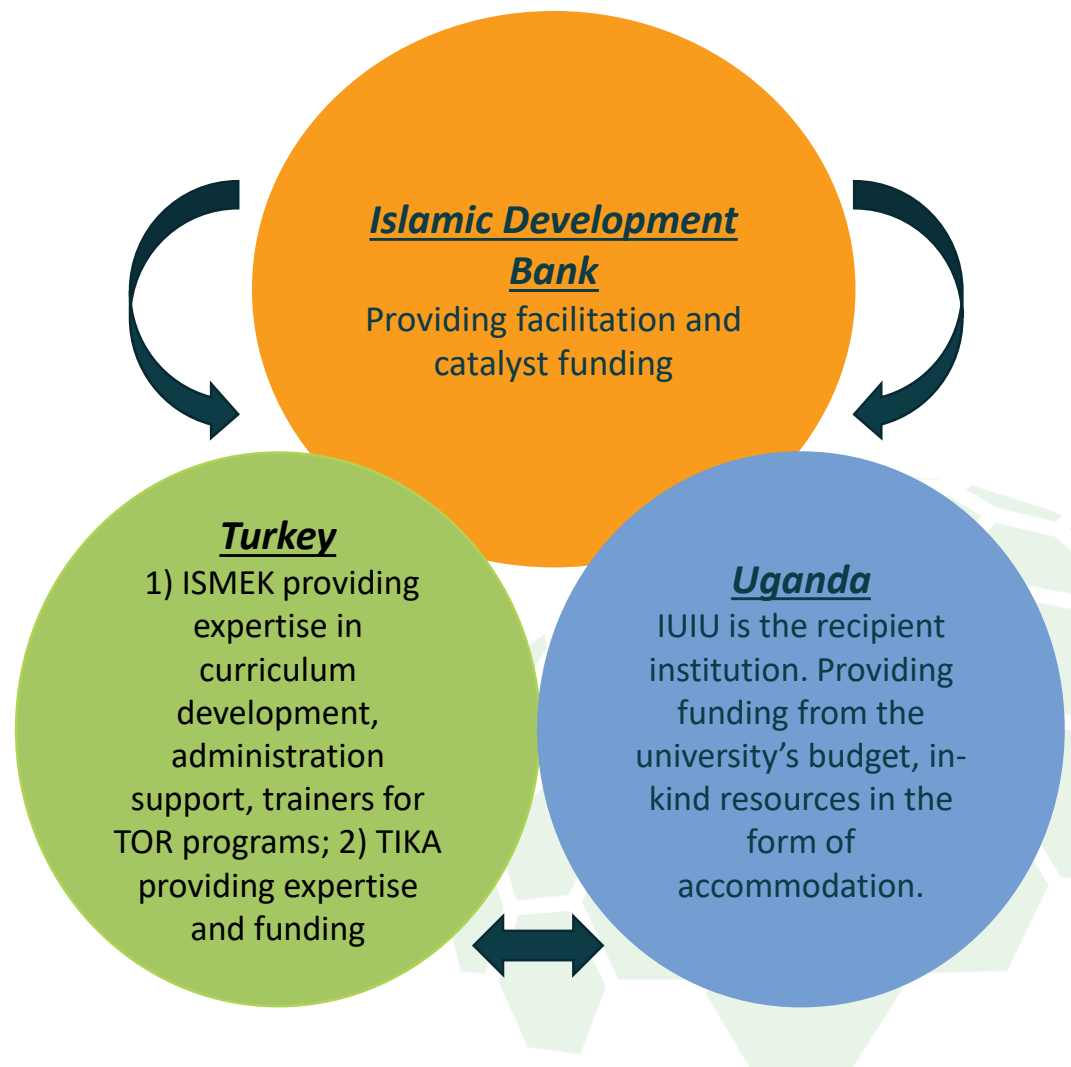 Islamic Development
Bank
Providing facilitation and
catalyst funding
Turkey
1) ISMEK providing
expertise in
curriculum
development,
administration
support, trainers for
TOR programs; 2) TIKA
providing expertise
and funding
Uganda
IUIU is the recipient
institution. Providing
funding from the
university’s budget, in-
kind resources in the
form of
accommodation.